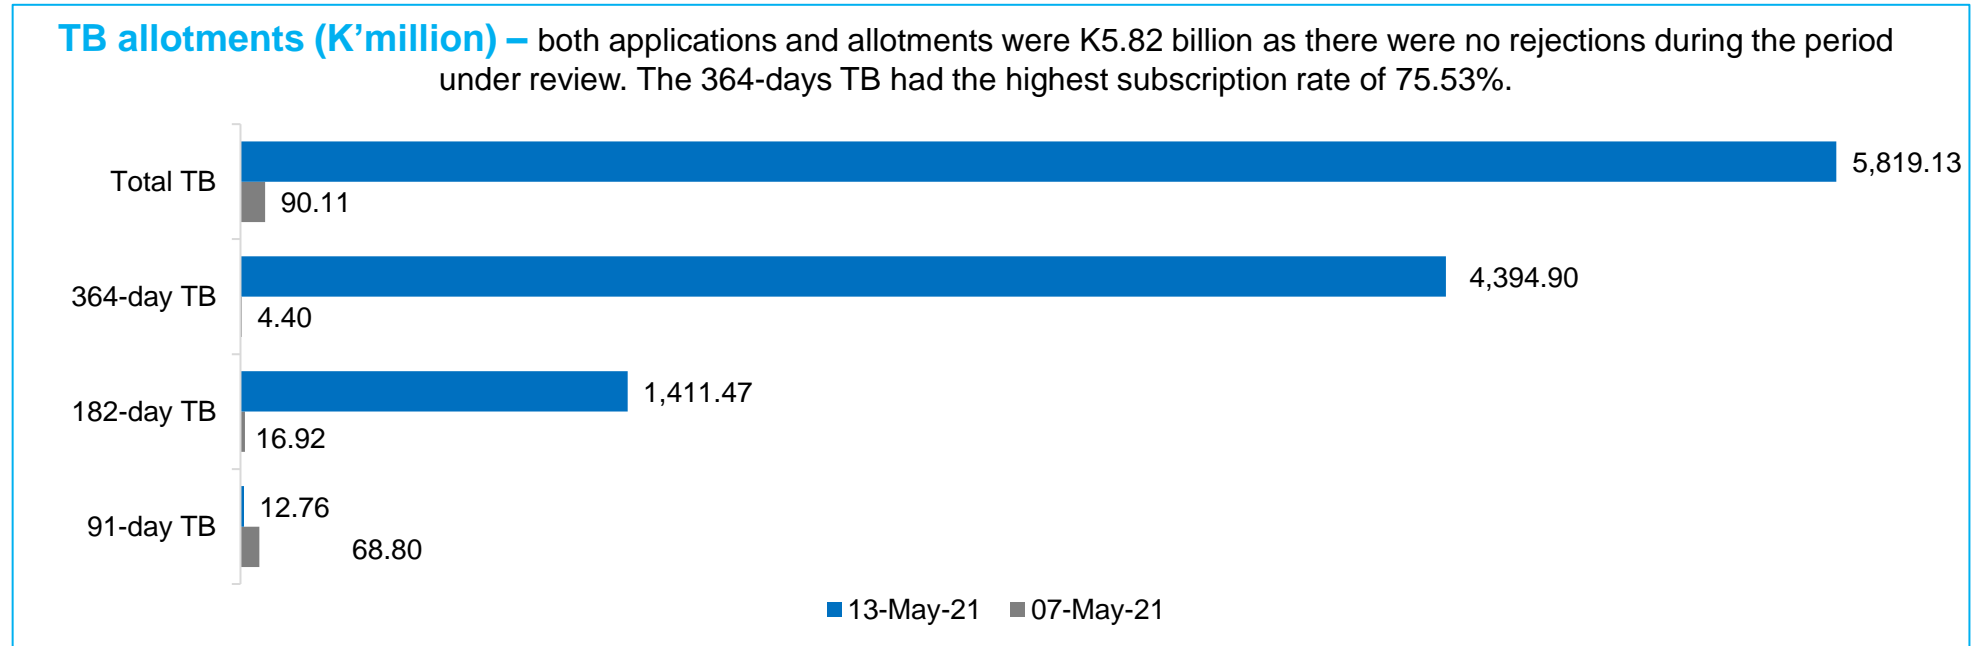 TB allotments (K’million) – both applications and allotments were K5.82 billion as there were no rejections during the period
under review. The 364-days TB had the highest subscription rate of 75.53%.
Total TB
5,819.13
90.11
364-day TB
4,394.90
4.40
182-day TB
1,411.47
16.92
91-day TB
12.76
68.80
13-May-21 07-May-21